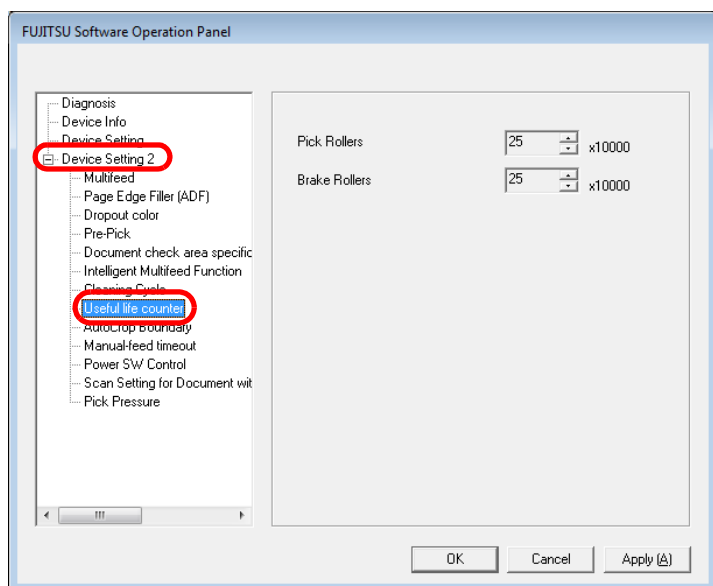 FUJITSU Software Operation Panel
Diagnosis
Device Info
Device Setting
Device Setting 2
Multifeed
Page Edge Filler (ADF)
Dropout color
Pre-Pick
Document check area specific
Intelligent Multifeed Function
Cleaning Cycle
Useful life counter
AutoCrop Boundary
Manual-feed timeout
Power SW Control
Scan Setting for Document wit
Pick Pressure
Pick Rollers 25 x10000
Brake Rollers 25 x10000
OK Cancel Apply (A)